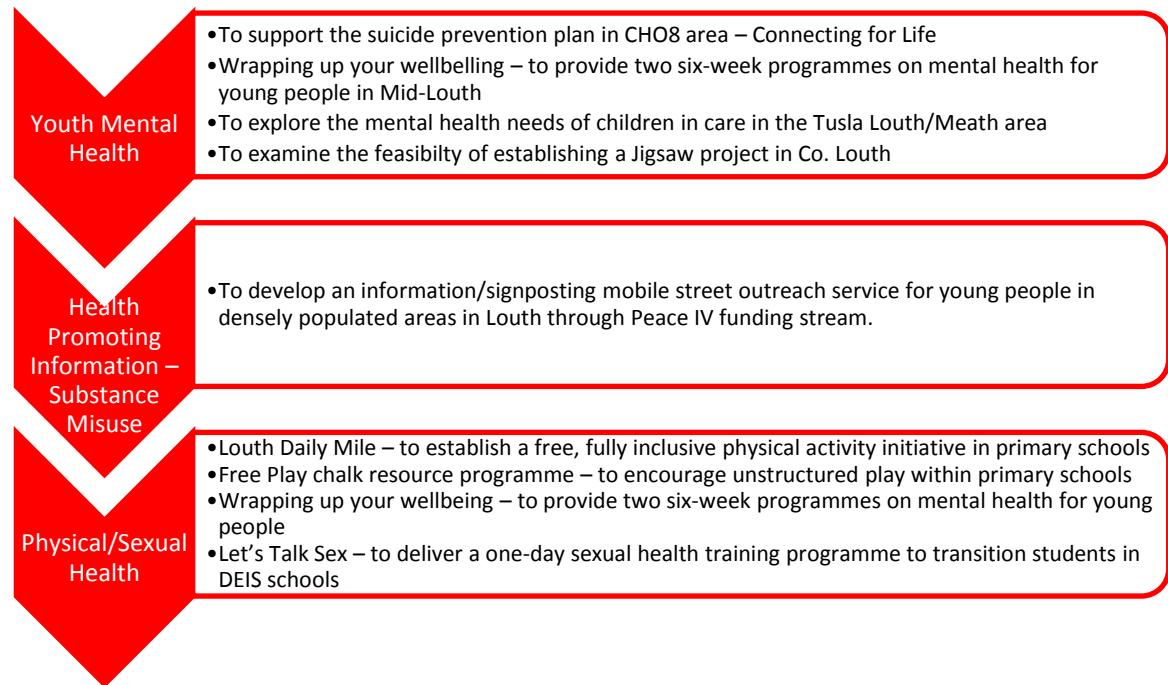 Youth Mental
Health
•To support the suicide prevention plan in CHO8 area – Connecting for Life
•Wrapping up your wellbelling – to provide two six-week programmes on mental health for
young people in Mid-Louth
•To explore the mental health needs of children in care in the Tusla Louth/Meath area
•To examine the feasibilty of establishing a Jigsaw project in Co. Louth
Health
Promoting
Information –
Substance
Misuse
•To develop an information/signposting mobile street outreach service for young people in
densely populated areas in Louth through Peace IV funding stream.
Physical/Sexual
Health
•Louth Daily Mile – to establish a free, fully inclusive physical activity initiative in primary schools
•Free Play chalk resource programme – to encourage unstructured play within primary schools
•Wrapping up your wellbeing – to provide two six-week programmes on mental health for young
people
•Let’s Talk Sex – to deliver a one-day sexual health training programme to transition students in
DEIS schools